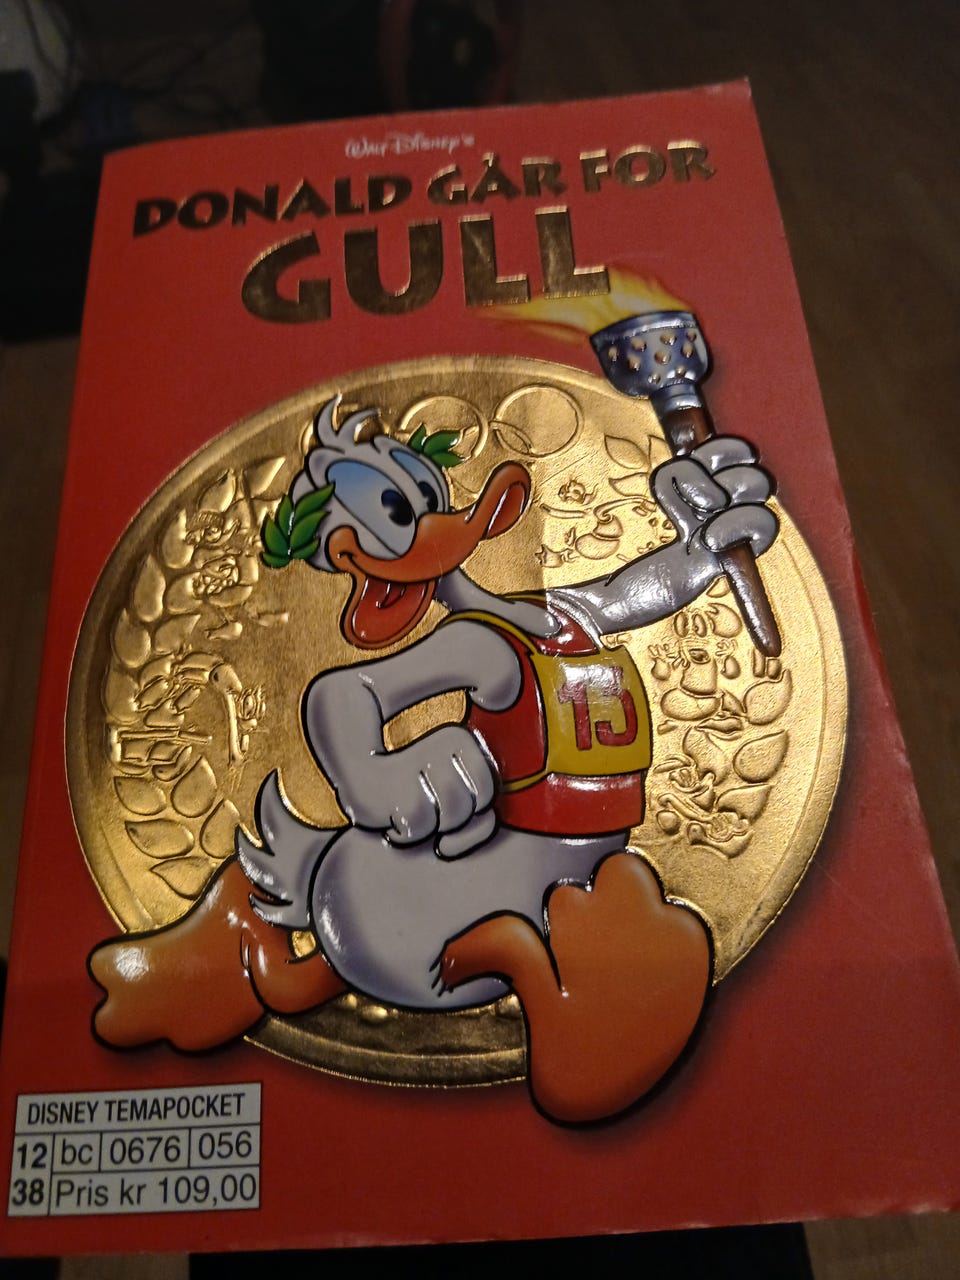 Walt Disney's
DONALD GÅR FOR
GULL
15
DISNEY TEMAPOCKET
12 bc 0676 056
38 Pris kr 109,00